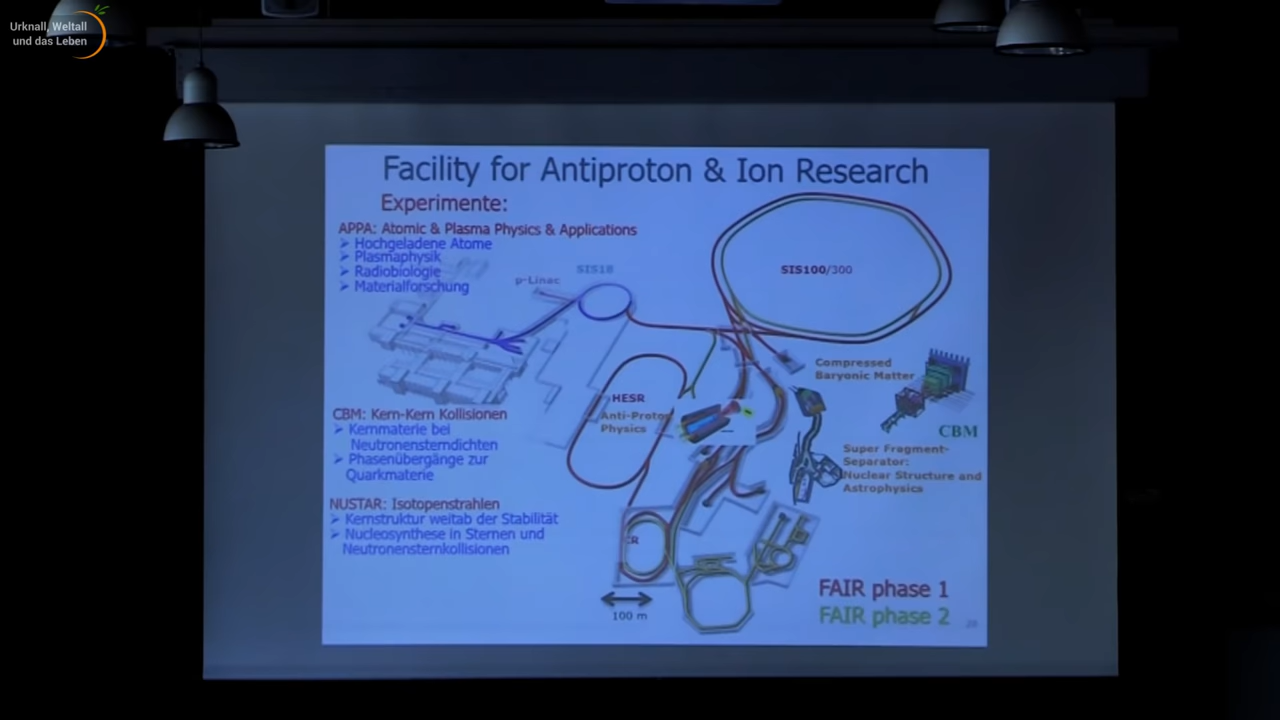 Urknall, Weltall
und das Leben
Facility for Antiproton & Ion Research
Experimente:
APPA: Atomic & Plasma Physics & Applications
➢ Hochgeladene Atome
➢ Plasmaphysik
➢ Radiobiologie
➢ Materialforschung
p-Linac
SIS18
SIS100/300
Compressed
Baryonic Matter
CBM
HESR
Anti-Proton
Physics
CBM: Kern-Kern Kollisionen
➢ Kernmaterie bei
Neutronensterndichten
➢ Phasenübergänge zur
Quarkmaterie
Super Fragment-
Separator:
Nuclear Structure and
Astrophysics
NUSTAR: Isotopenstrahlen
➢ Kernstruktur weitab der Stabilität
➢ Nucleosynthese in Sternen und
Neutronensternkollisionen
CR
100 m
FAIR phase 1
FAIR phase 2